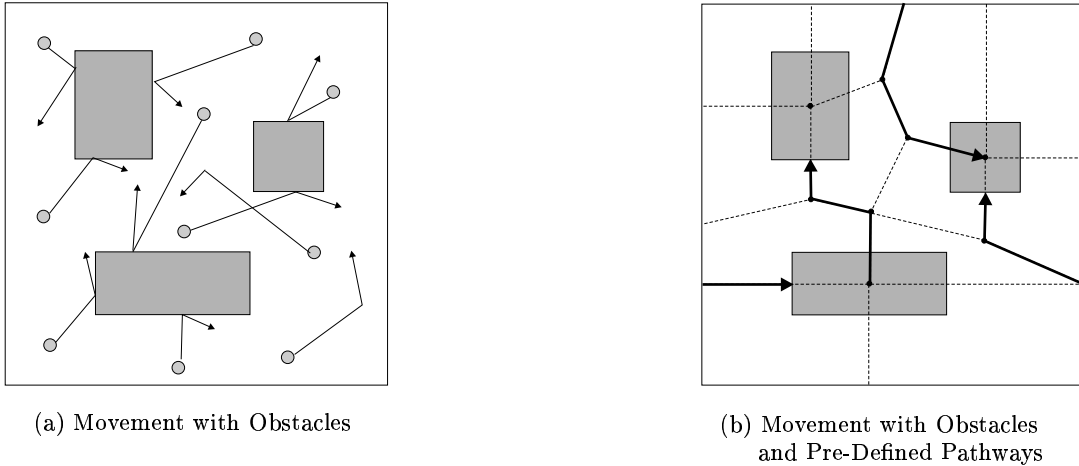 (a) Movement with Obstacles
(b) Movement with Obstacles
and Pre-Defined Pathways